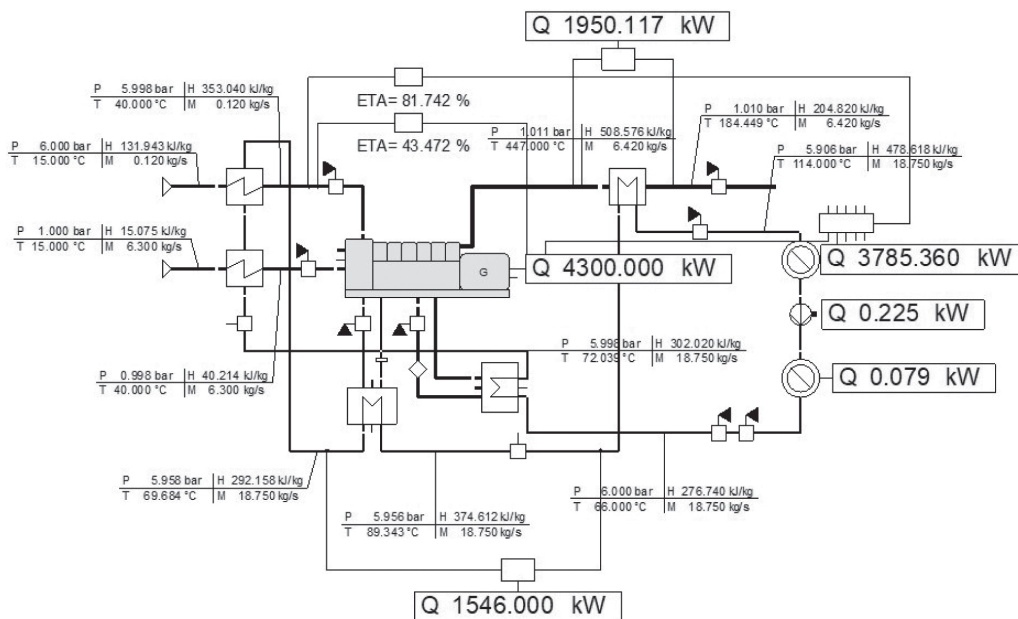 Q 1950.117 kW
P 5.998 bar H 353.040 kJ/kg
T 40.000 °C M 0.120 kg/s
ETA= 81.742 %
P 1.010 bar H 204.820 kJ/kg
T 184.449 °C M 6.420 kg/s
P 1.011 bar H 508.576 kJ/kg
T 447.000 °C M 6.420 kg/s
ETA= 43.472 %
P 6.000 bar H 131.943 kJ/kg
T 15.000 °C M 0.120 kg/s
P 5.906 bar H 478.618 kJ/kg
T 114.000 °C M 18.750 kg/s
P 1.000 bar H 15.075 kJ/kg
T 15.000 °C M 6.300 kg/s
G
Q 4300.000 kW
Q 3785.360 kW
Q 0.225 kW
P 5.998 bar H 302.020 kJ/kg
T 72.039 °C M 18.750 kg/s
P 0.998 bar H 40.214 kJ/kg
T 40.000 °C M 6.300 kg/s
Q 0.079 kW
P 5.958 bar H 292.158 kJ/kg
T 69.684 °C M 18.750 kg/s
P 6.000 bar H 276.740 kJ/kg
T 66.000 °C M 18.750 kg/s
P 5.956 bar H 374.612 kJ/kg
T 89.343 °C M 18.750 kg/s
Q 1546.000 kW